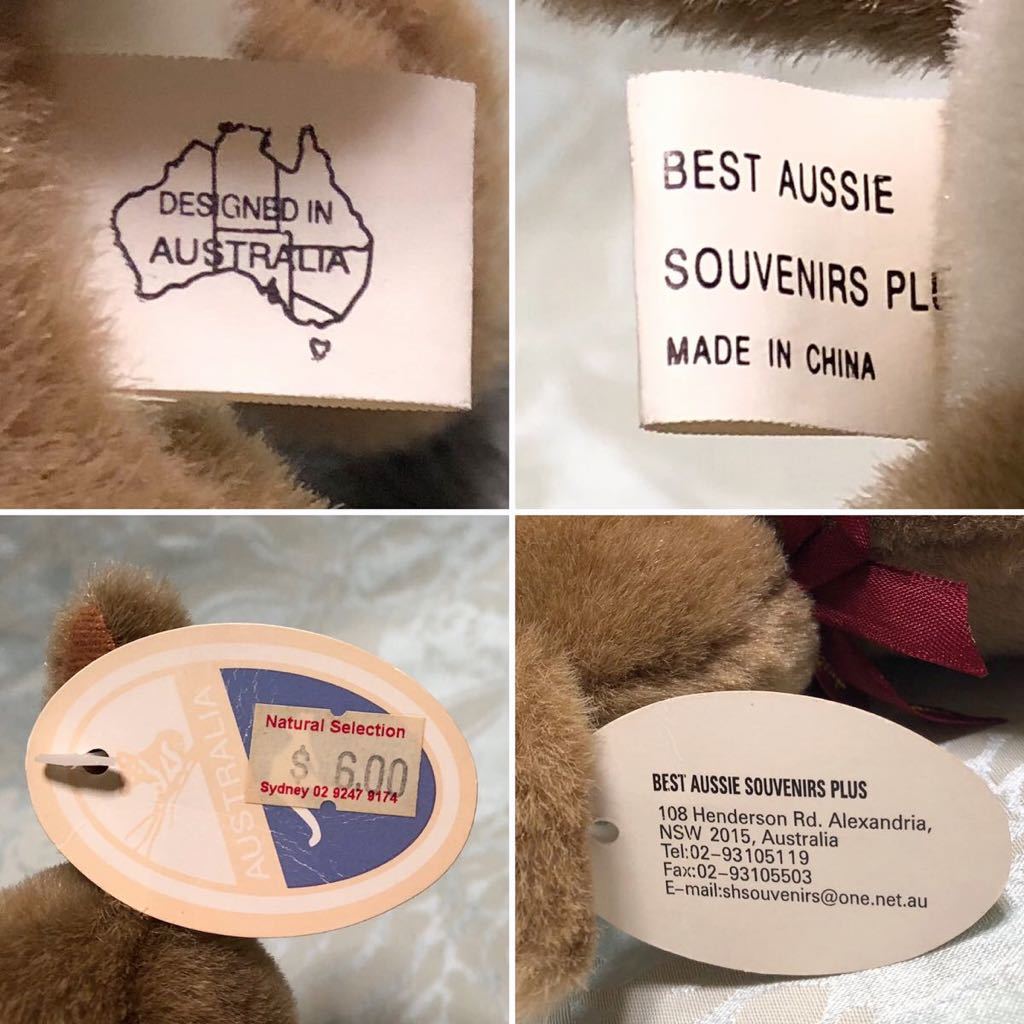 DESIGNED IN
AUSTRALIA
BEST AUSSIE
SOUVENIRS PLU
MADE IN CHINA
AUSTRALIA
Natural Selection
$ 6.00
Sydney 02 9247 9174
BEST AUSSIE SOUVENIRS PLUS
108 Henderson Rd. Alexandria,
NSW 2015, Australia
Tel:02-93105119
Fax:02-93105503
E-mail:shsouvenirs@one.net.au